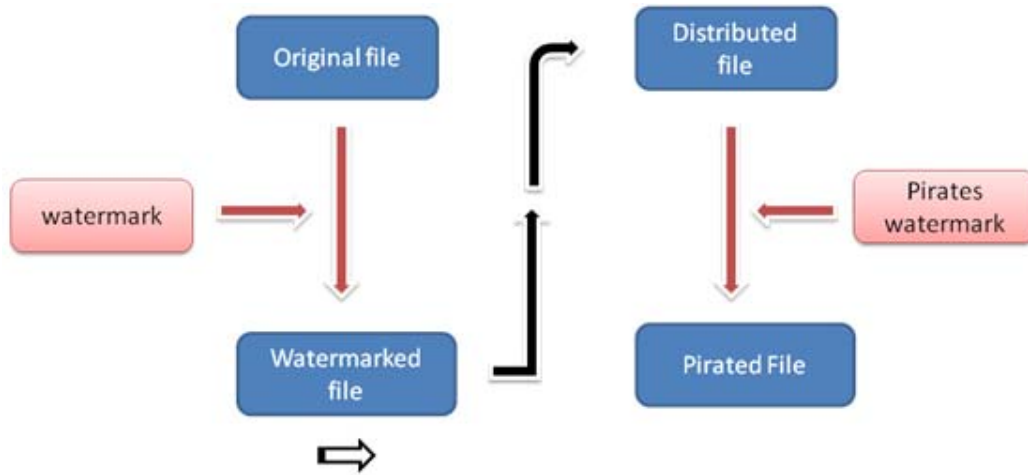 Original file
Distributed
file
watermark
Pirates
watermark
Watermarked
file
Pirated File